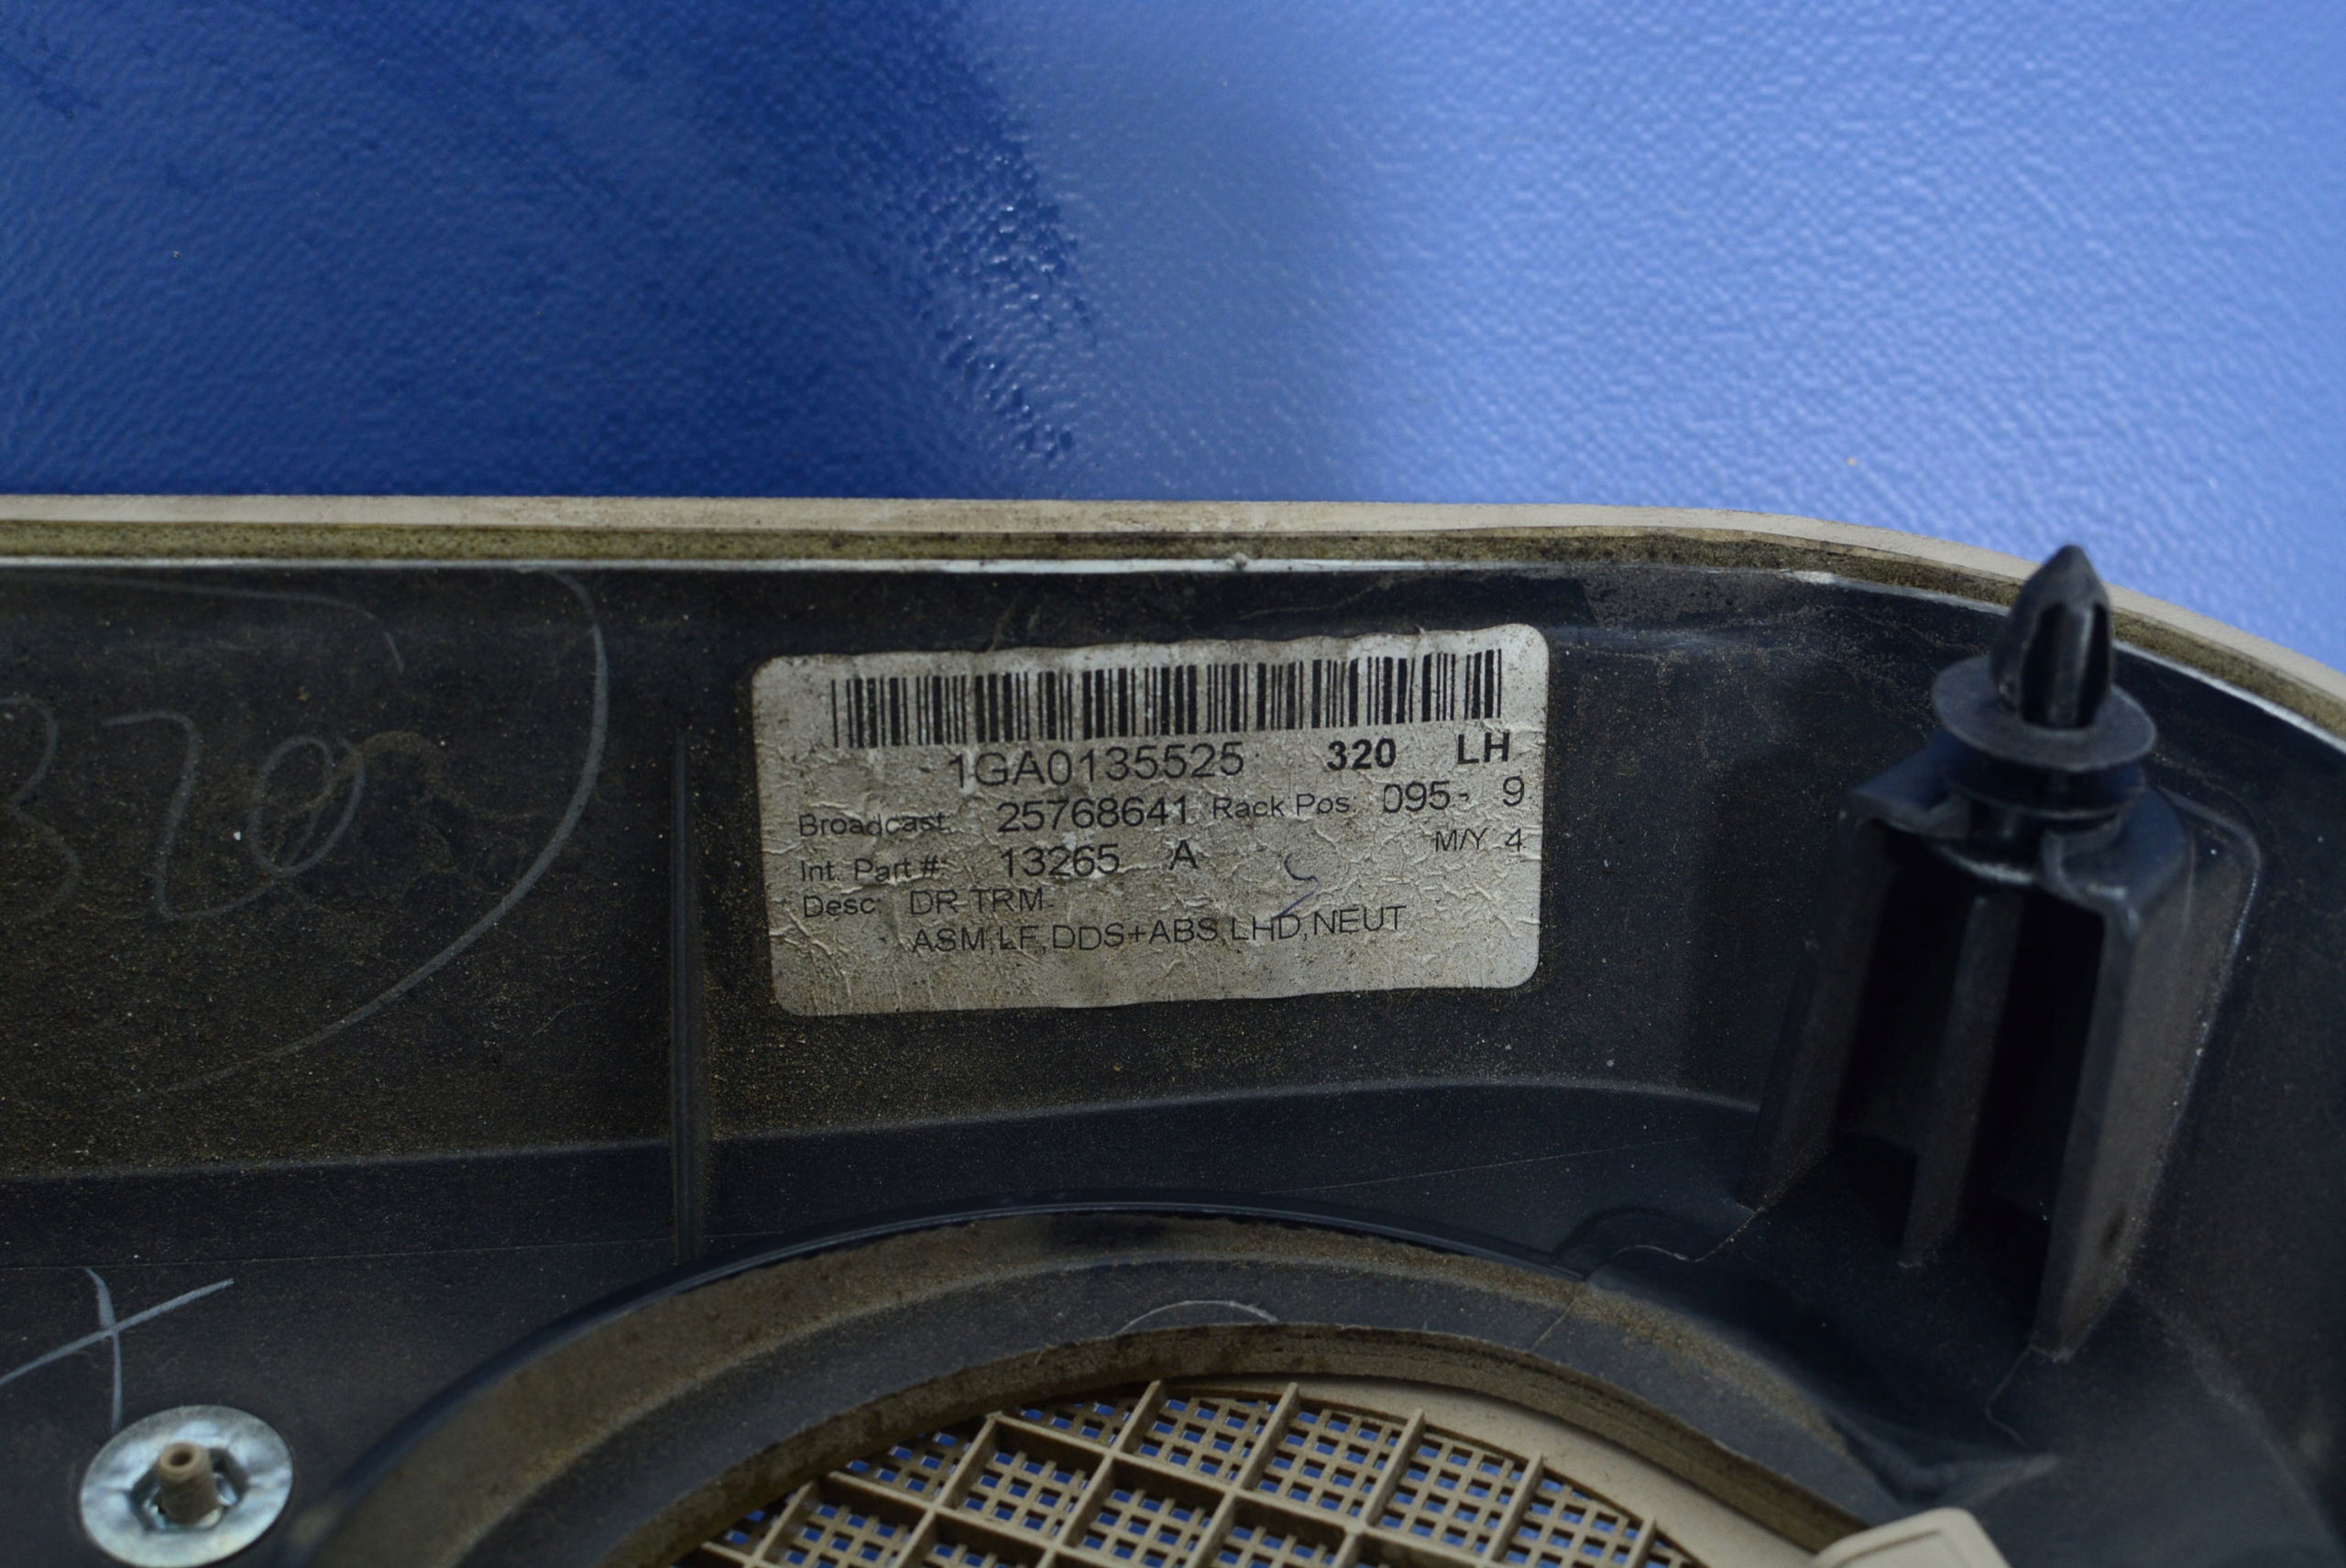 1GA0135525 320 LH
Broadcast: 25768641 Rack Pos: 095- 9
Int. Part #: 13265 A M/Y 4
Desc: DR TRM-
ASM,LF,DDS+ABS,LHD,NEUT
320